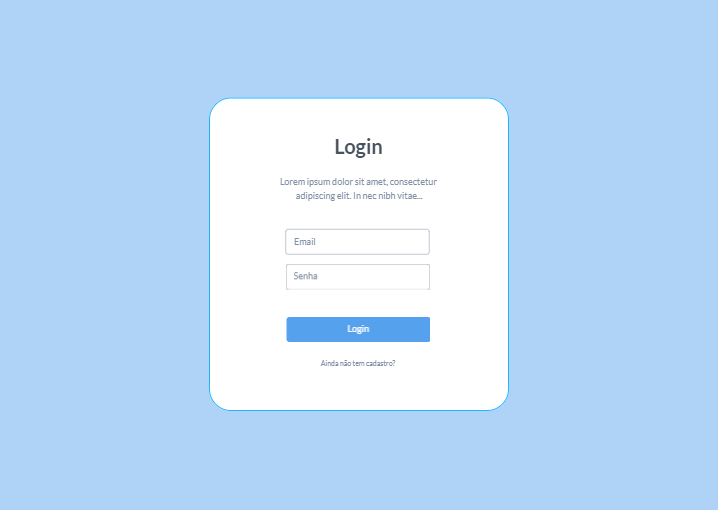 Login
Lorem ipsum dolor sit amet, consectetur
adipiscing elit. In nec nibh vitae...
Email
Senha
Login
Ainda não tem cadastro?